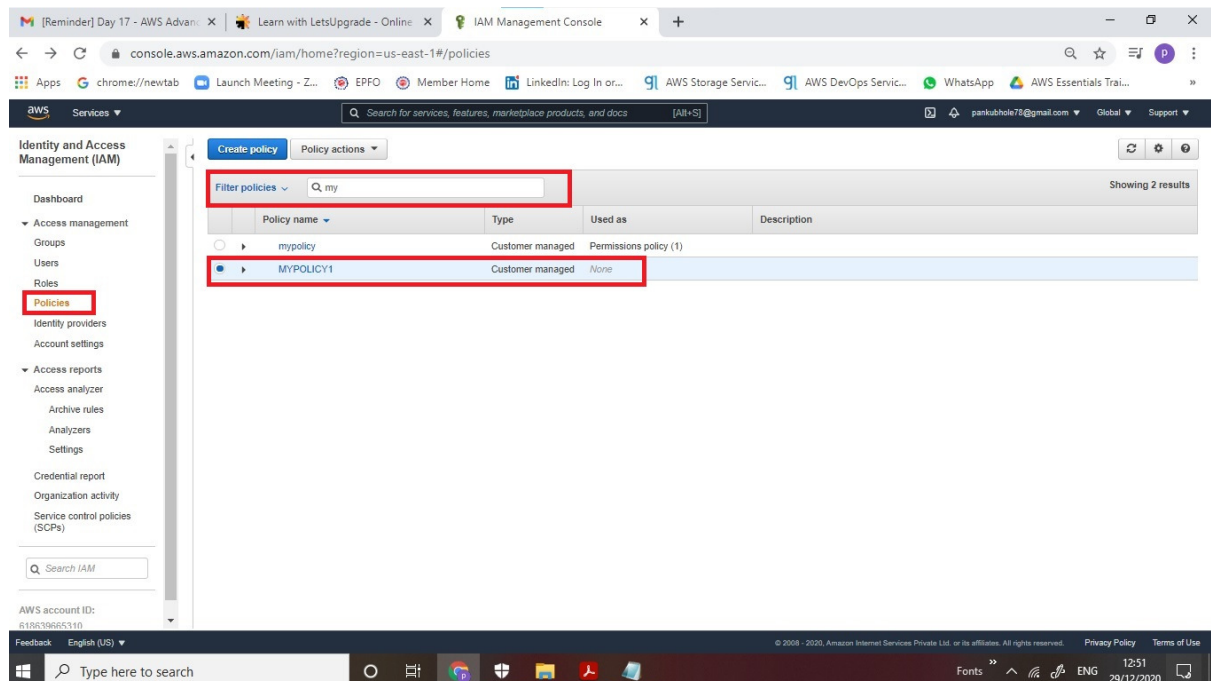 [Reminder] Day 17 - AWS Advanc
Learn with LetsUpgrade - Online
IAM Management Console
console.aws.amazon.com/iam/home?region=us-east-1#/policies
P
Apps
chrome://newtab
Launch Meeting - Z...
EPFO
Member Home
LinkedIn: Log In or...
AWS Storage Servic...
AWS DevOps Servic...
WhatsApp
AWS Essentials Trai...
»
aws
Services
Search for services, features, marketplace products, and docs
[Alt+S]
pankubhole78@gmail.com
Global
Support
Identity and Access
Management (IAM)
Dashboard
Access management
Groups
Users
Roles
Policies
Identity providers
Account settings
Access reports
Access analyzer
Archive rules
Analyzers
Settings
Credential report
Organization activity
Service control policies
(SCPs)
Search IAM
AWS account ID:
618639665310
Create policy
Policy actions
Filter policies
my
Showing 2 results
Policy name
Type
Used as
Description
mypolicy
Customer managed
Permissions policy (1)
MYPOLICY1
Customer managed
None
Feedback
English (US)
© 2008 - 2020, Amazon Internet Services Private Ltd. or its affiliates. All rights reserved.
Privacy Policy
Terms of Use
Type here to search
Fonts
»
ENG
12:51
29/12/2020